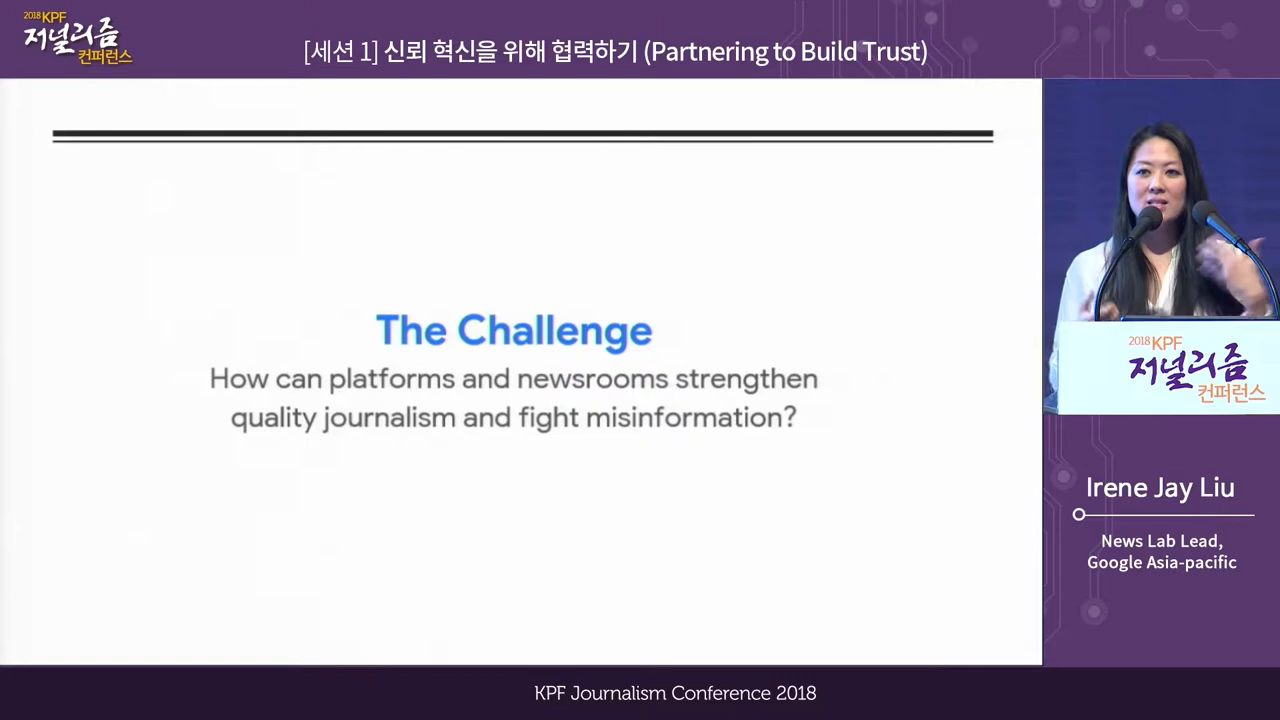 2018 KPF
저널리즘
컨퍼런스
[세션 1] 신뢰 혁신을 위해 협력하기 (Partnering to Build Trust)
The Challenge
How can platforms and newsrooms strengthen
quality journalism and fight misinformation?
2018 KPF
저널리즘
컨퍼런스
Irene Jay Liu
News Lab Lead,
Google Asia-pacific
KPF Journalism Conference 2018